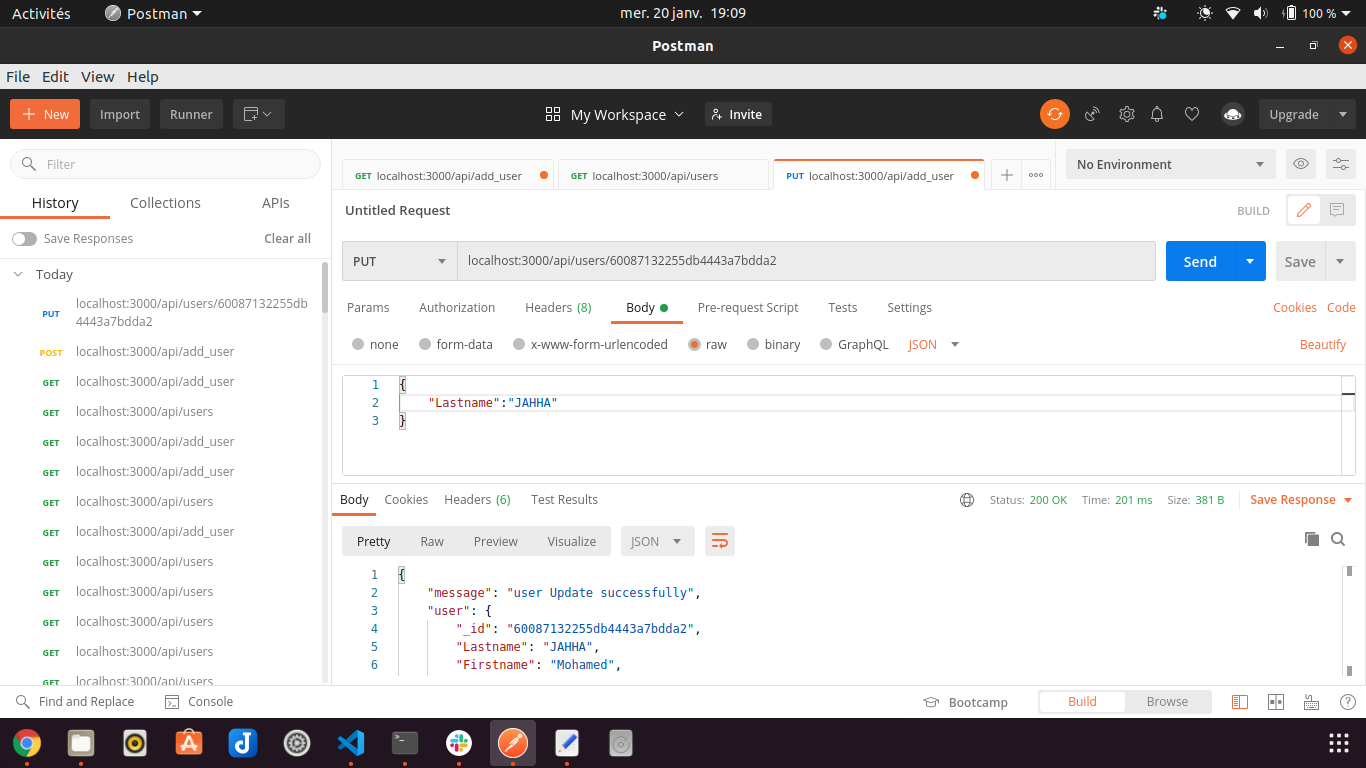 Activités Postman mer. 20 janv. 19:09 100 %
Postman
File Edit View Help
New Import Runner My Workspace Invite Upgrade
Filter
History Collections APIs
Save Responses Clear all
Today
PUT localhost:3000/api/users/60087132255db
4443a7bdda2
POST localhost:3000/api/add_user
GET localhost:3000/api/add_user
GET localhost:3000/api/users
GET localhost:3000/api/add_user
GET localhost:3000/api/add_user
GET localhost:3000/api/users
GET localhost:3000/api/add_user
GET localhost:3000/api/users
GET localhost:3000/api/users
GET localhost:3000/api/users
GET localhost:3000/api/users
GET localhost:3000/api/users
GET localhost:3000/api/add_user GET localhost:3000/api/users PUT localhost:3000/api/add_user No Environment
Untitled Request BUILD
PUT localhost:3000/api/users/60087132255db4443a7bdda2 Send Save
Params Authorization Headers (8) Body Pre-request Script Tests Settings Cookies Code
none form-data x-www-form-urlencoded raw binary GraphQL JSON Beautify
1 {
2 "Lastname":"JAHHA"
3 }
Body Cookies Headers (6) Test Results Status: 200 OK Time: 201 ms Size: 381 B Save Response
Pretty Raw Preview Visualize JSON
1 {
2 "message": "user Update successfully",
3 "user": {
4 "_id": "60087132255db4443a7bdda2",
5 "Lastname": "JAHHA",
6 "Firstname": "Mohamed",
Find and Replace Console Bootcamp Build Browse